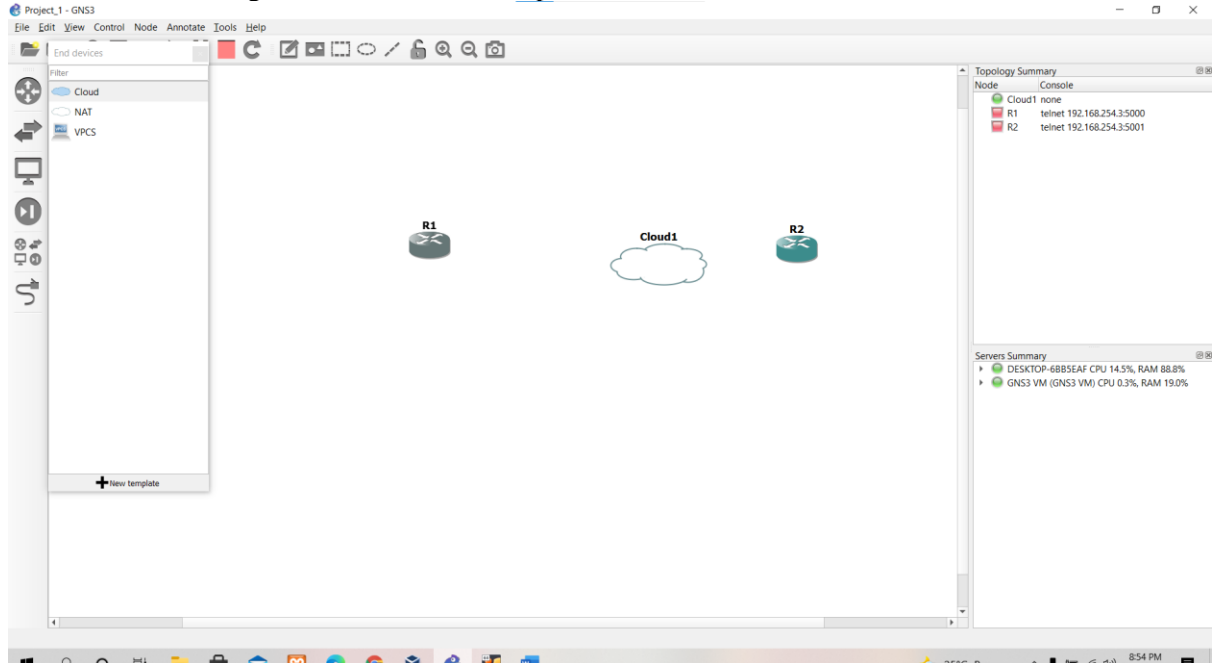 Project_1 - GNS3
File Edit View Control Node Annotate Tools Help
End devices
Filter
Cloud
NAT
VPCS
New template
R1
Cloud1
R2
Topology Summary
Node Console
Cloud1 none
R1 telnet 192.168.254.3:5000
R2 telnet 192.168.254.3:5001
Servers Summary
DESKTOP-6BB5EAF CPU 14.5%, RAM 88.8%
GNS3 VM (GNS3 VM) CPU 0.3%, RAM 19.0%
8:54 PM